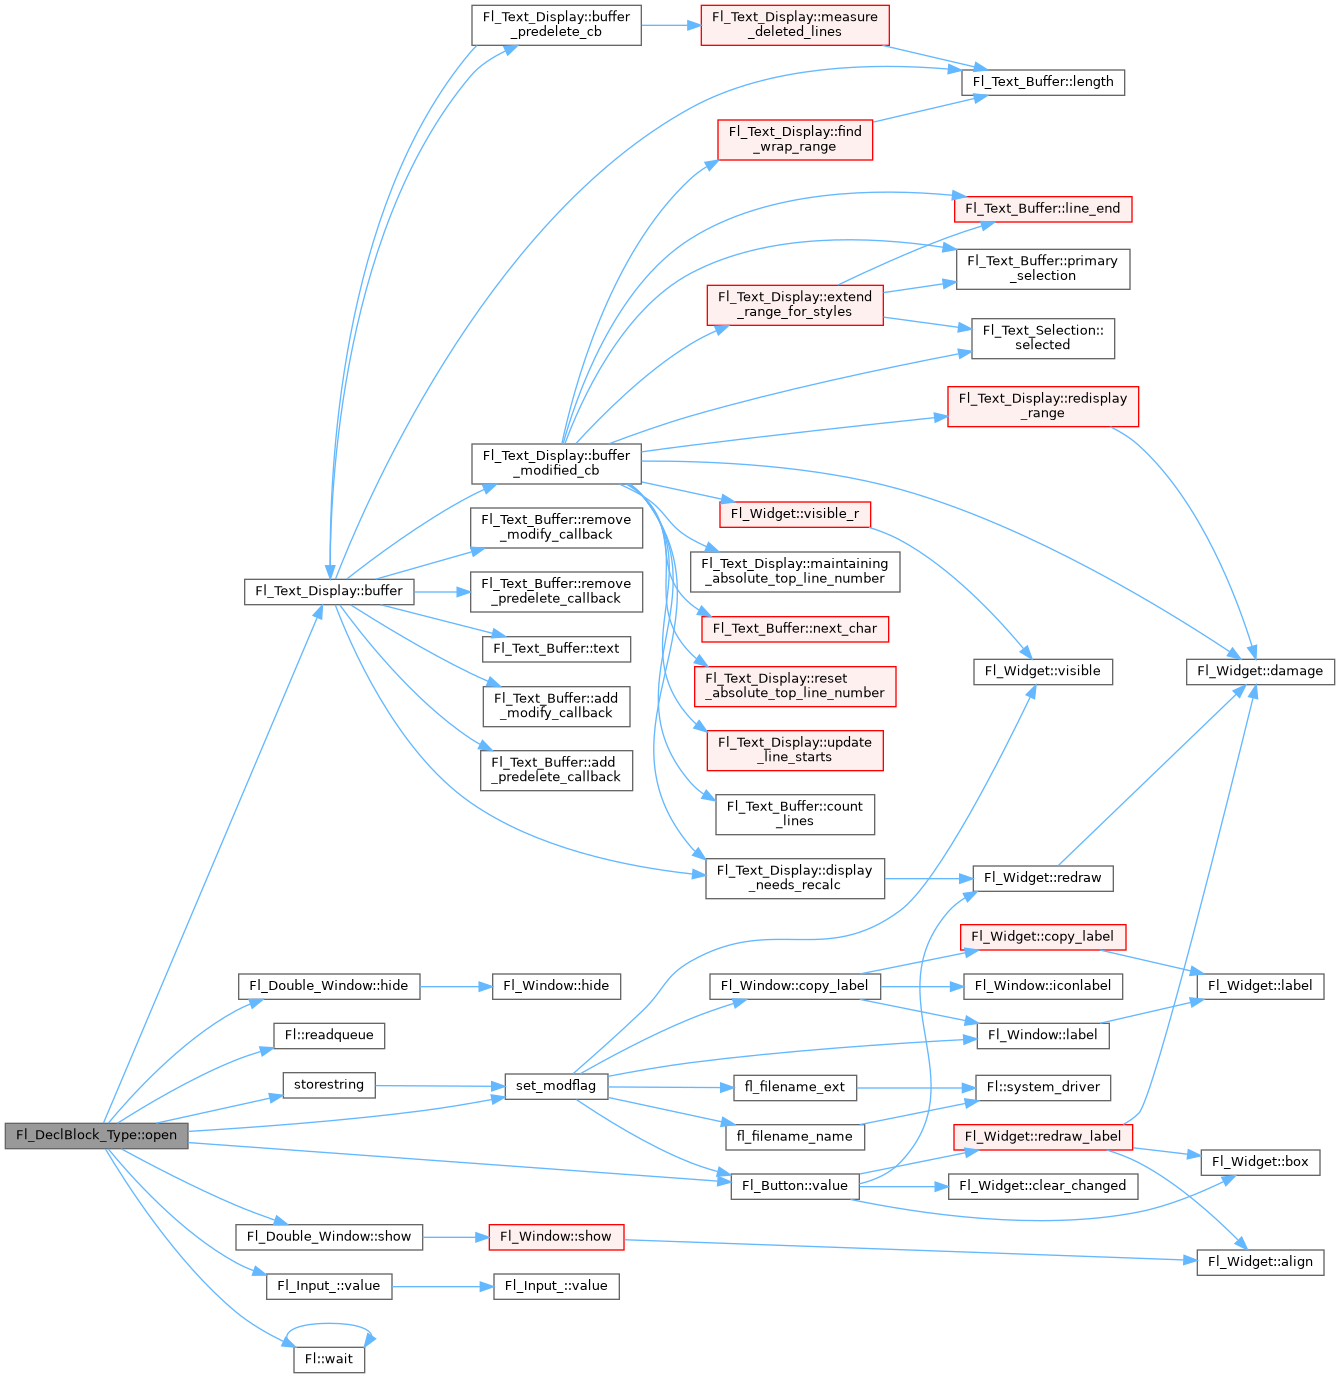 Fl_Text_Display::buffer
_predelete_cb
Fl_Text_Display::measure
_deleted_lines
Fl_Text_Buffer::length
Fl_Text_Display::find
_wrap_range
Fl_Text_Buffer::line_end
Fl_Text_Buffer::primary
_selection
Fl_Text_Display::extend
_range_for_styles
Fl_Text_Selection::
selected
Fl_Text_Display::redisplay
_range
Fl_Text_Display::buffer
_modified_cb
Fl_Widget::visible_r
Fl_Text_Buffer::remove
_modify_callback
Fl_Text_Display::maintaining
_absolute_top_line_number
Fl_Text_Display::buffer
Fl_Text_Buffer::remove
_predelete_callback
Fl_Text_Buffer::next_char
Fl_Text_Buffer::text
Fl_Widget::visible
Fl_Widget::damage
Fl_Text_Display::reset
_absolute_top_line_number
Fl_Text_Buffer::add
_modify_callback
Fl_Text_Display::update
_line_starts
Fl_Text_Buffer::add
_predelete_callback
Fl_Text_Buffer::count
_lines
Fl_Text_Display::display
_needs_recalc
Fl_Widget::redraw
Fl_Widget::copy_label
Fl_Double_Window::hide
Fl_Window::hide
Fl_Window::copy_label
Fl_Window::iconlabel
Fl_Widget::label
Fl::readqueue
Fl_Window::label
storestring
set_modflag
fl_filename_ext
Fl::system_driver
Fl_DeclBlock_Type::open
fl_filename_name
Fl_Widget::redraw_label
Fl_Widget::box
Fl_Button::value
Fl_Widget::clear_changed
Fl_Double_Window::show
Fl_Window::show
Fl_Widget::align
Fl_Input_::value
Fl_Input_::value
Fl::wait